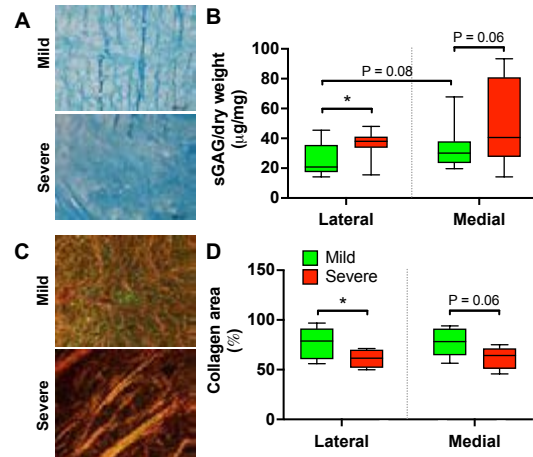 A
Mild
Severe
B
sGAG/dry weight
(µg/mg)
100
80
60
40
20
0
P = 0.06
P = 0.08
*
Lateral
Medial
C
Mild
Severe
D
Collagen area
(%)
150
100
50
0
Mild
Severe
*
P = 0.06
Lateral
Medial